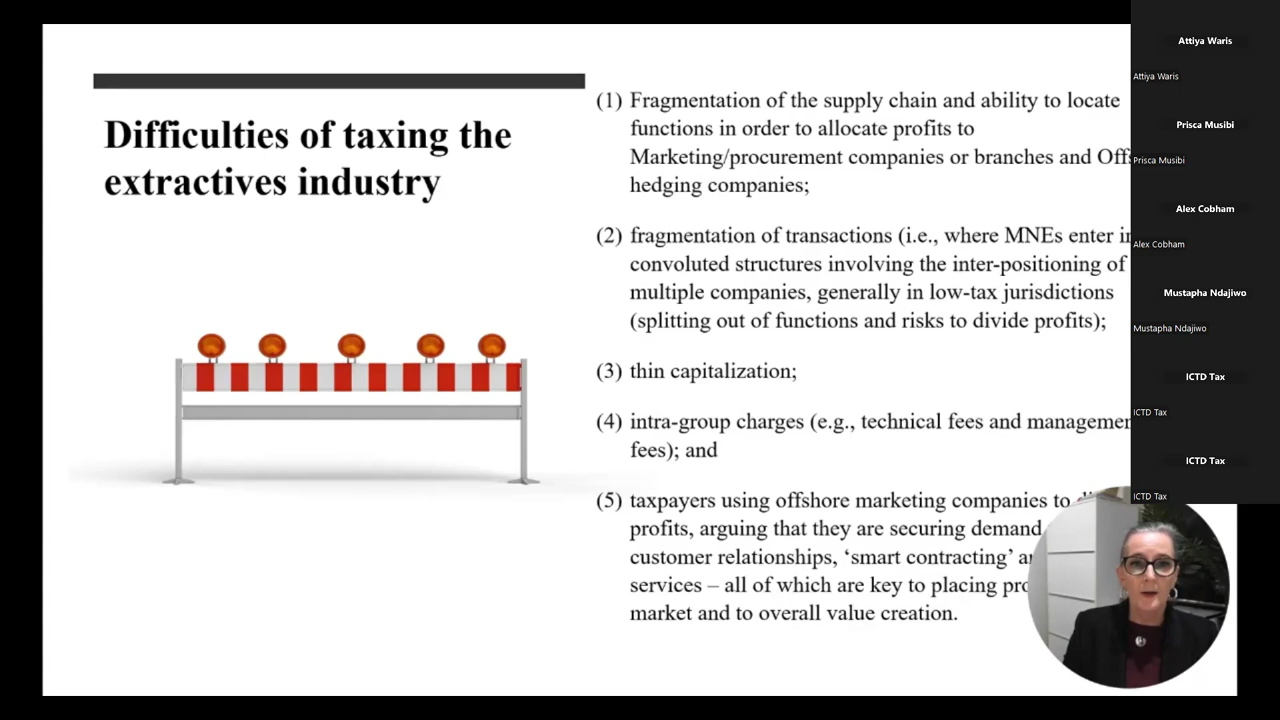 Difficulties of taxing the
extractives industry
(1) Fragmentation of the supply chain and ability to locate
functions in order to allocate profits to
Marketing/procurement companies or branches and
hedging companies;
(2) fragmentation of transactions (i.e., where MNEs enter
convoluted structures involving the inter-positioning of
multiple companies, generally in low-tax jurisdictions
(splitting out of functions and risks to divide profits);
(3) thin capitalization;
(4) intra-group charges (e.g., technical fees and
fees); and
(5) taxpayers using offshore marketing companies to
profits, arguing that they are securing demand
customer relationships, ‘smart contracting’
services – all of which are key to placing
market and to overall value creation.
Attiya Waris
Attiya Waris
Prisca Musibi
Prisca Musibi
Alex Cobham
Alex Cobham
Mustapha Ndajiwo
Mustapha Ndajiwo
ICTD Tax
ICTD Tax
ICTD Tax
ICTD Tax